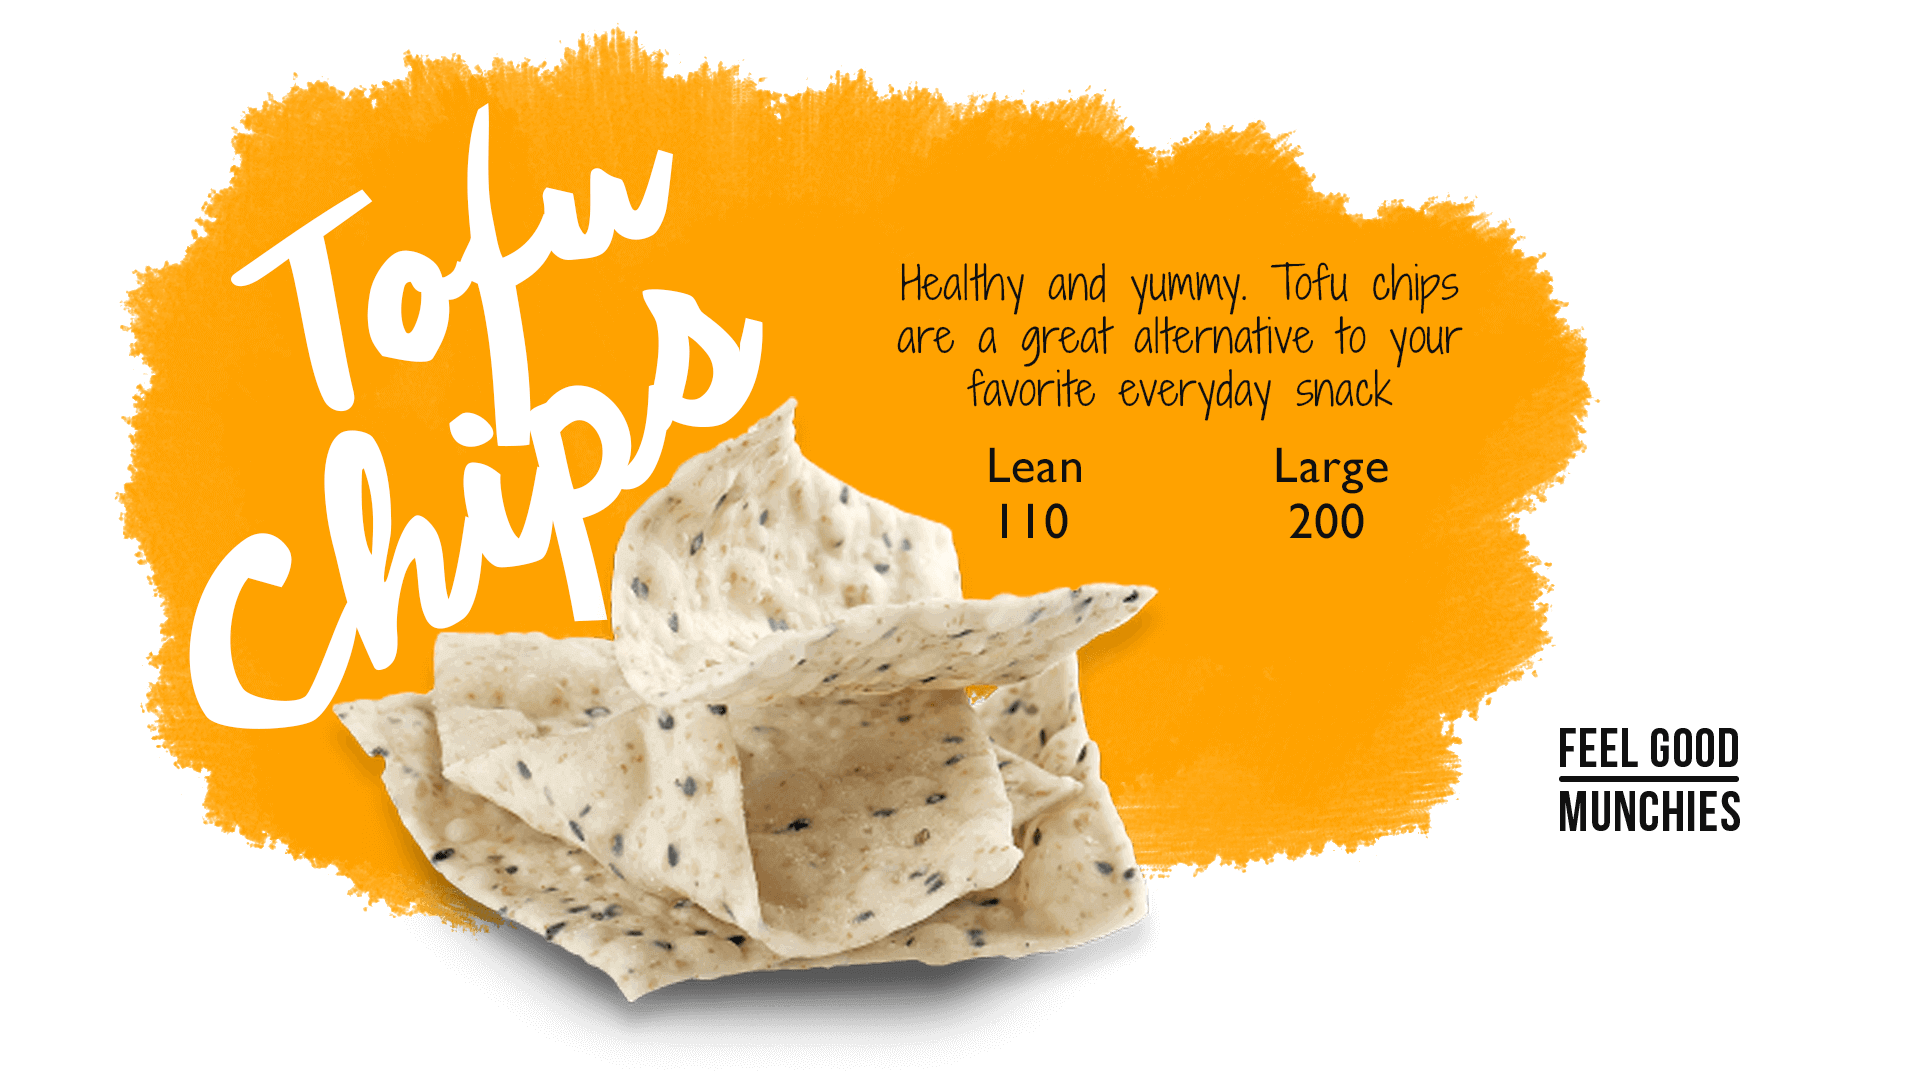 Tofu
Chips
Healthy and yummy. Tofu chips
are a great alternative to your
favorite everyday snack
Lean
110
Large
200
FEEL GOOD
MUNCHIES